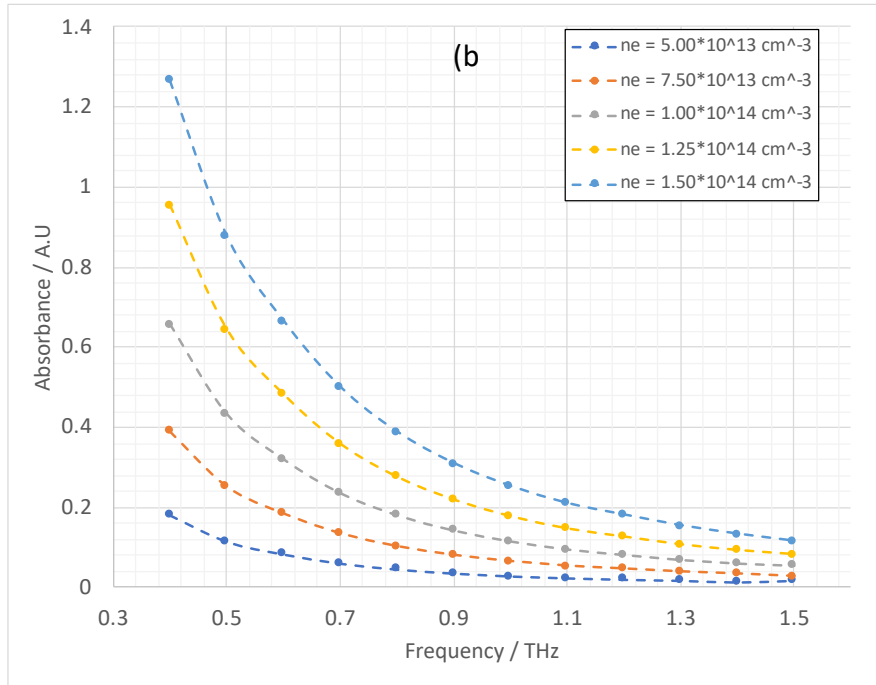 1.4
1.2
1
0.8
0.6
0.4
0.2
0
Absorbance / A.U
(b
ne = 5.00*10^13 cm^-3
ne = 7.50*10^13 cm^-3
ne = 1.00*10^14 cm^-3
ne = 1.25*10^14 cm^-3
ne = 1.50*10^14 cm^-3
0.3 0.5 0.7 0.9 1.1 1.3 1.5
Frequency / THz